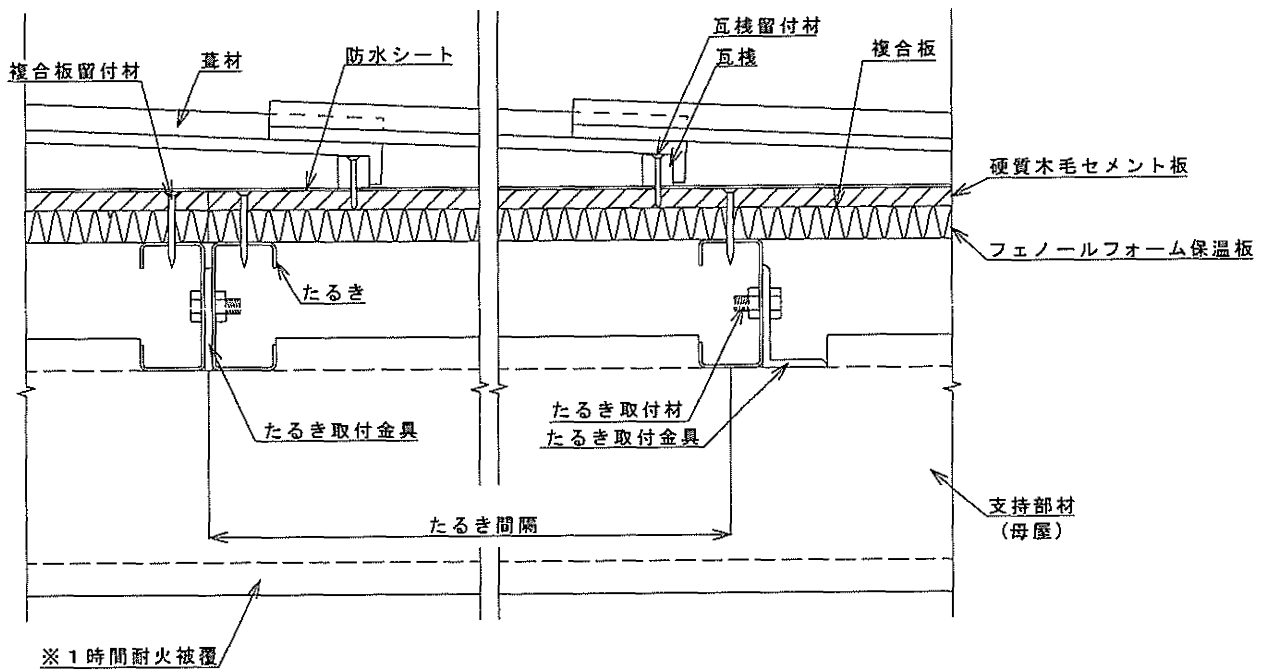 瓦桟留付材
複合板留付材
葺材
防水シート
瓦桟
複合板
硬質木毛セメント板
フェノールフォーム保温板
たるき
たるき取付金具
たるき取付材
たるき取付金具
支持部材
(母屋)
たるき間隔
※1時間耐火被覆